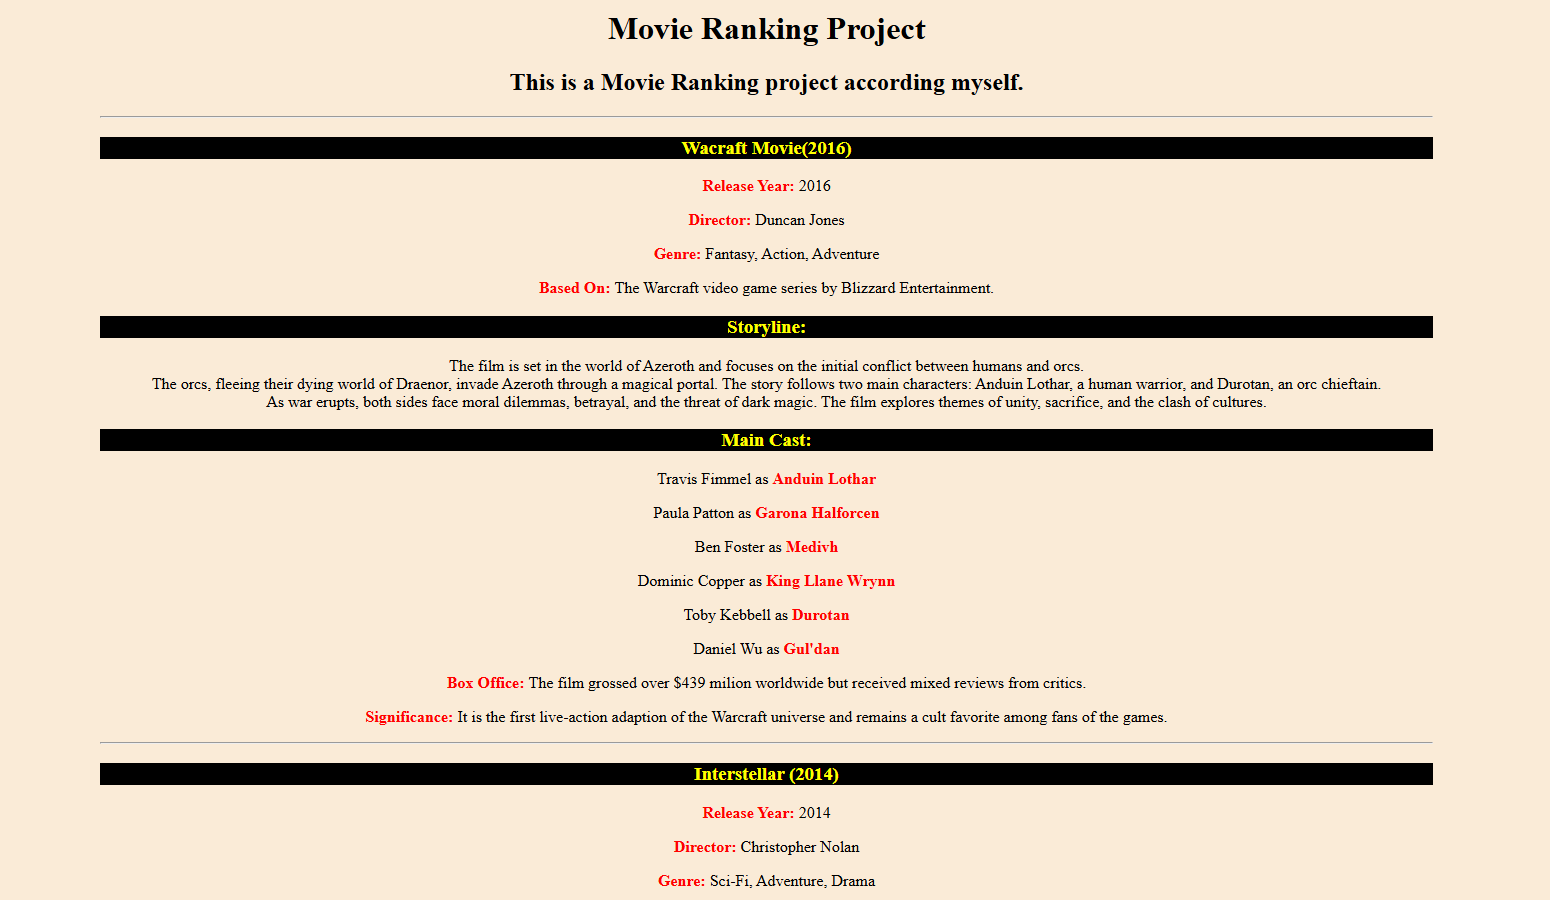 Movie Ranking Project
This is a Movie Ranking project according myself.
Wacraft Movie(2016)
Release Year: 2016
Director: Duncan Jones
Genre: Fantasy, Action, Adventure
Based On: The Warcraft video game series by Blizzard Entertainment.
Storyline:
The film is set in the world of Azeroth and focuses on the initial conflict between humans and orcs.
The orcs, fleeing their dying world of Draenor, invade Azeroth through a magical portal. The story follows two main characters: Anduin Lothar, a human warrior, and Durotan, an orc chieftain.
As war erupts, both sides face moral dilemmas, betrayal, and the threat of dark magic. The film explores themes of unity, sacrifice, and the clash of cultures.
Main Cast:
Travis Fimmel as Anduin Lothar
Paula Patton as Garona Halforcen
Ben Foster as Medivh
Dominic Copper as King Llane Wrynn
Toby Kebbell as Durotan
Daniel Wu as Gul'dan
Box Office: The film grossed over $439 milion worldwide but received mixed reviews from critics.
Significance: It is the first live-action adaption of the Warcraft universe and remains a cult favorite among fans of the games.
Interstellar (2014)
Release Year: 2014
Director: Christopher Nolan
Genre: Sci-Fi, Adventure, Drama